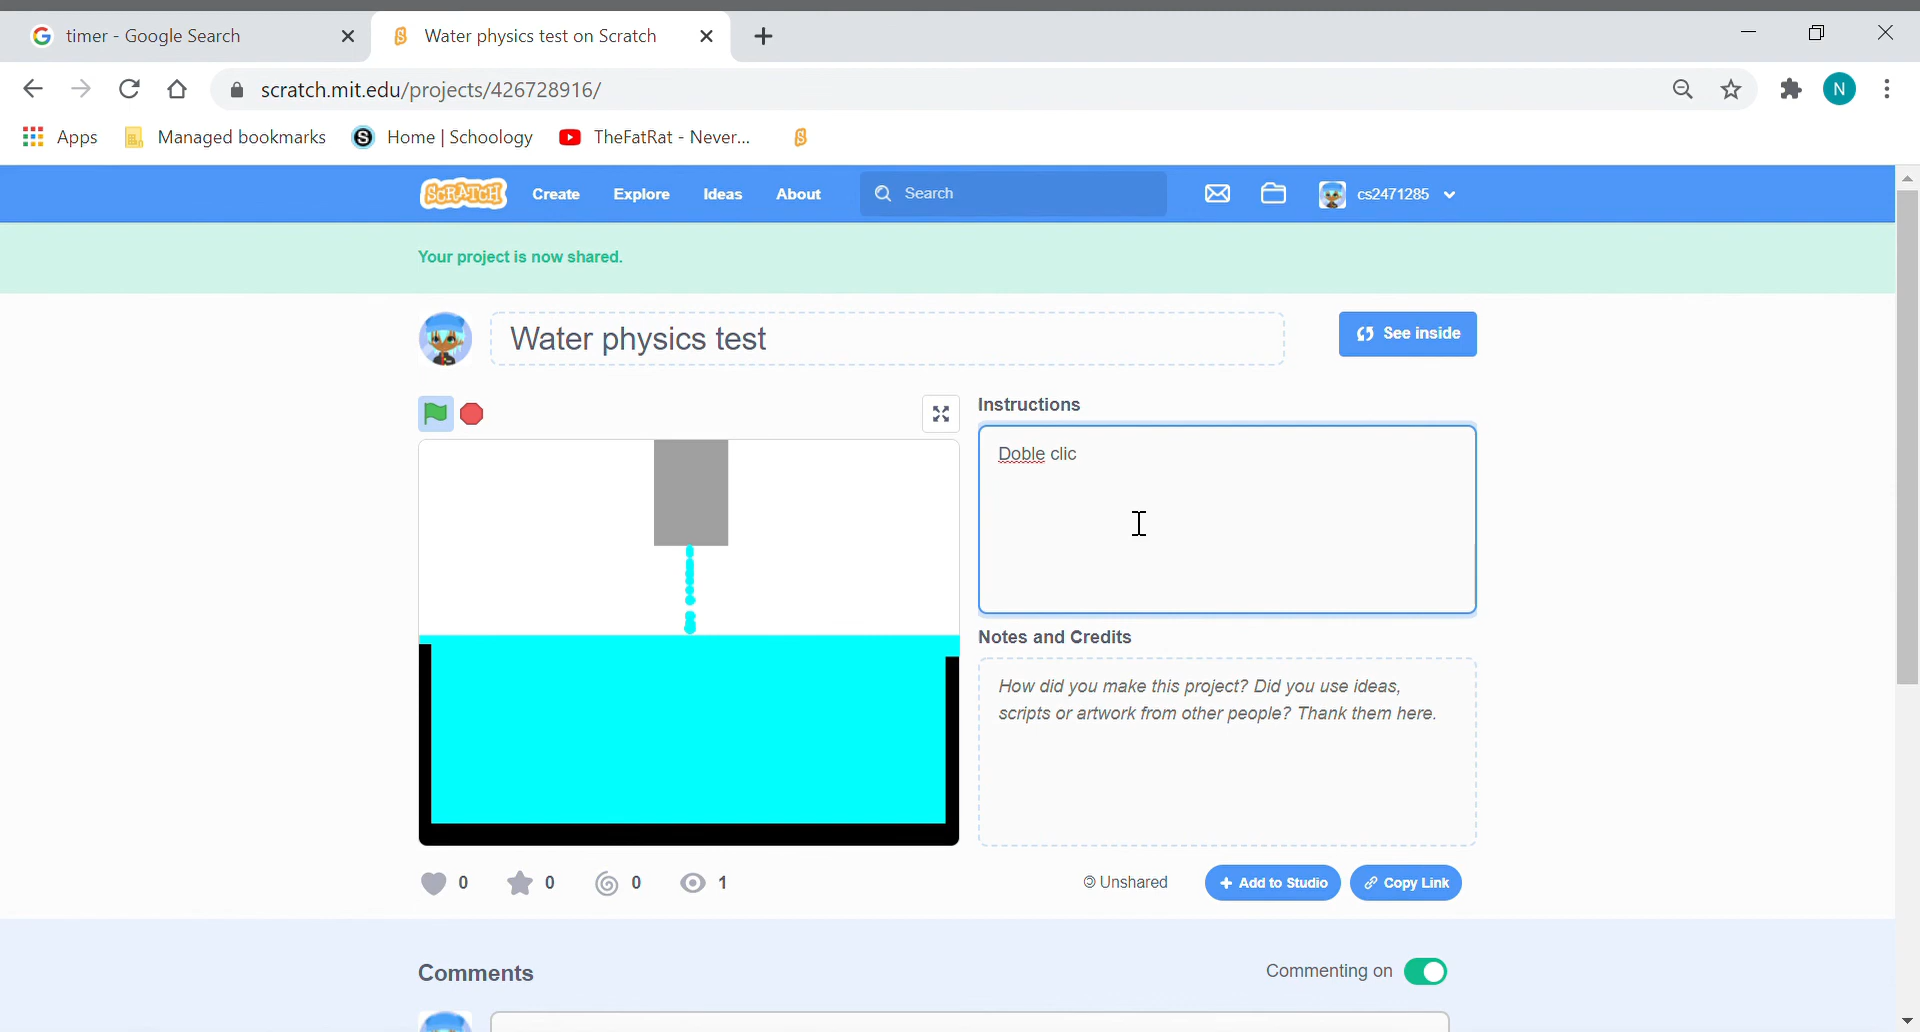 timer - Google Search
Water physics test on Scratch
scratch.mit.edu/projects/426728916/
N
Apps
Managed bookmarks
S
Home | Schoology
TheFatRat - Never...
SCRATCH
Create
Explore
Ideas
About
Search
cs2471285
Your project is now shared.
Water physics test
See inside
Instructions
Doble clic
Notes and Credits
How did you make this project? Did you use ideas,
scripts or artwork from other people? Thank them here.
0
0
0
1
Unshared
+ Add to Studio
Copy Link
Comments
Commenting on